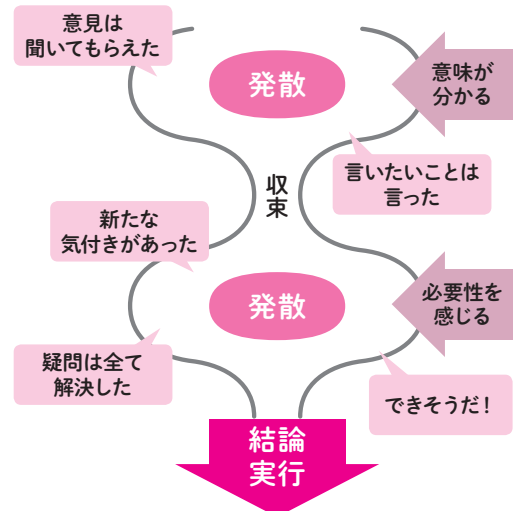 意見は
聞いてもらえた
発散
意味が
分かる
言いたいことは
言った
収
束
新たな
気付きがあった
発散
必要性を
感じる
疑問は全て
解決した
できそうだ！
結論
実行